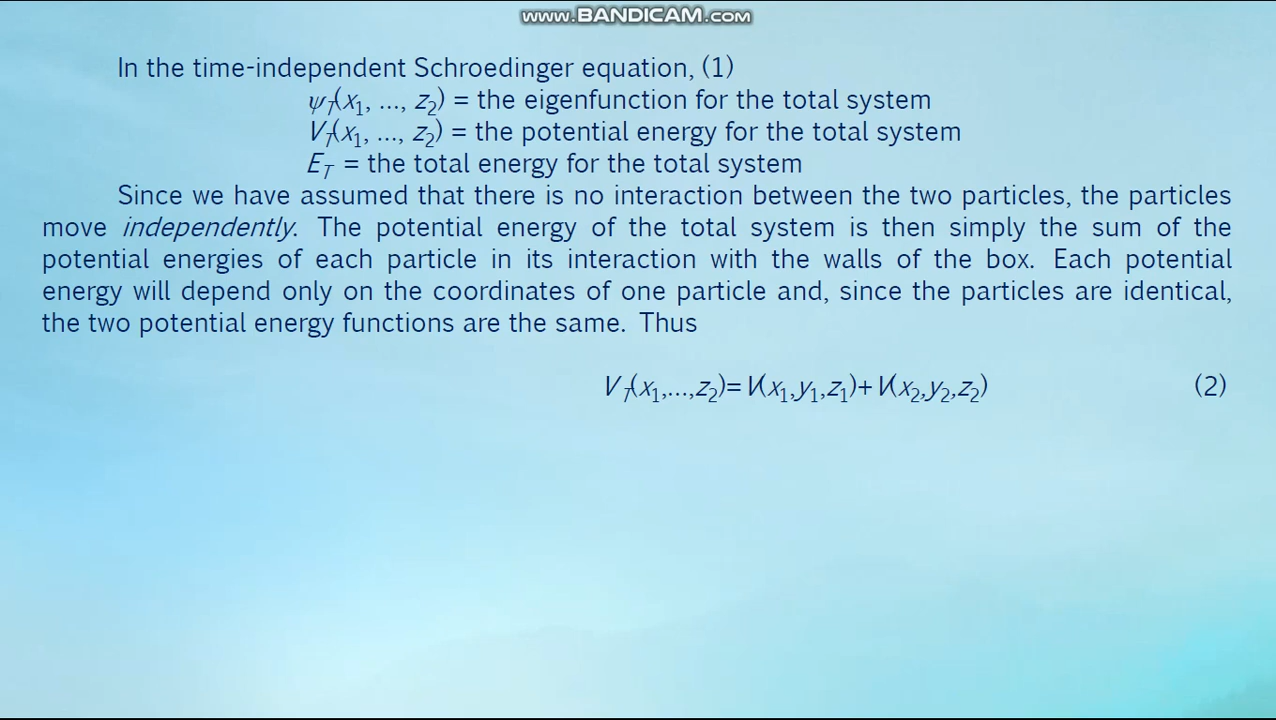 www.BANDICAM.com
In the time-independent Schroedinger equation, (1)
ψT(x1, ..., z2) = the eigenfunction for the total system
VT(x1, ..., z2) = the potential energy for the total system
ET = the total energy for the total system
Since we have assumed that there is no interaction between the two particles, the particles
move independently. The potential energy of the total system is then simply the sum of the
potential energies of each particle in its interaction with the walls of the box. Each potential
energy will depend only on the coordinates of one particle and, since the particles are identical,
the two potential energy functions are the same. Thus
VT(x1,...,z2)= V(x1,y1,z1)+ V(x2,y2,z2) (2)